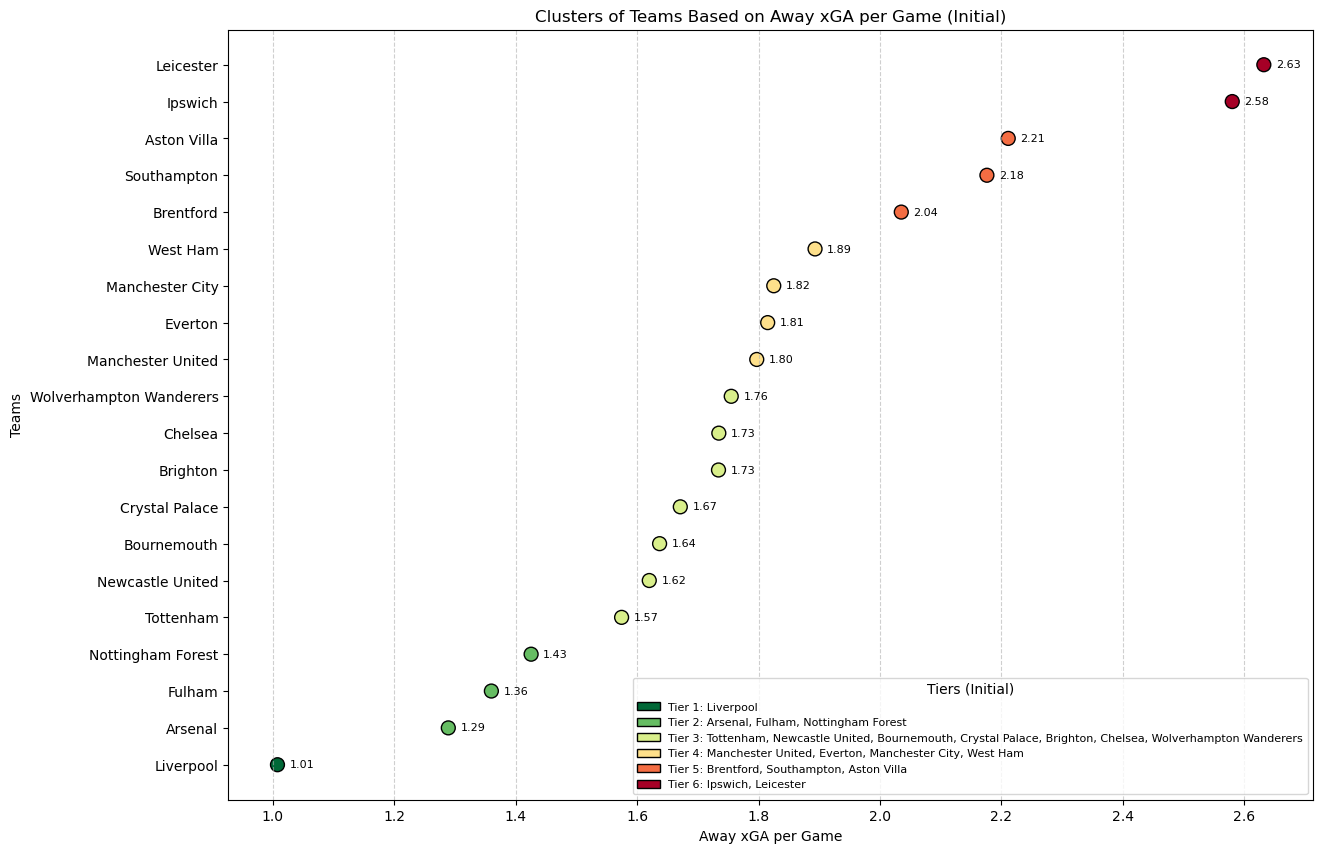 Clusters of Teams Based on Away xGA per Game (Initial)
Leicester 2.63
Ipswich 2.58
Aston Villa 2.21
Southampton 2.18
Brentford 2.04
West Ham 1.89
Manchester City 1.82
Everton 1.81
Manchester United 1.80
Wolverhampton Wanderers 1.76
Chelsea 1.73
Brighton 1.73
Crystal Palace 1.67
Bournemouth 1.64
Newcastle United 1.62
Tottenham 1.57
Nottingham Forest 1.43
Fulham 1.36
Arsenal 1.29
Liverpool 1.01
Teams
Tiers (Initial)
Tier 1: Liverpool
Tier 2: Arsenal, Fulham, Nottingham Forest
Tier 3: Tottenham, Newcastle United, Bournemouth, Crystal Palace, Brighton, Chelsea, Wolverhampton Wanderers
Tier 4: Manchester United, Everton, Manchester City, West Ham
Tier 5: Brentford, Southampton, Aston Villa
Tier 6: Ipswich, Leicester
1.0 1.2 1.4 1.6 1.8 2.0 2.2 2.4 2.6
Away xGA per Game